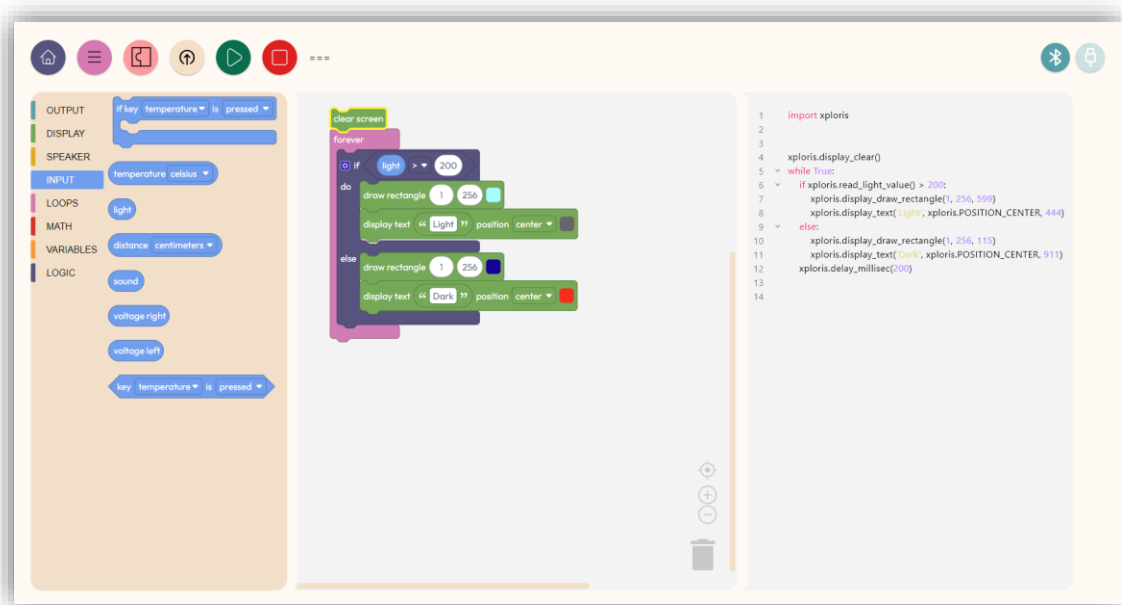 ===
OUTPUT
DISPLAY
SPEAKER
INPUT
LOOPS
MATH
VARIABLES
LOGIC
if key temperature is pressed
temperature celsius
light
distance centimeters
sound
voltage right
voltage left
key temperature is pressed
clear screen
forever
if light > 200
do
draw rectangle 1 256
display text “ Light ” position center
else
draw rectangle 1 256
display text “ Dark ” position center
1 import xploris
2
3
4 xploris.display_clear()
5 while True:
6 if xploris.read_light_value() > 200:
7 xploris.display_draw_rectangle(1, 256, 599)
8 xploris.display_text('Light', xploris.POSITION_CENTER, 444)
9 else:
10 xploris.display_draw_rectangle(1, 256, 115)
11 xploris.display_text('Dark', xploris.POSITION_CENTER, 911)
12 xploris.delay_millisec(200)
13
14